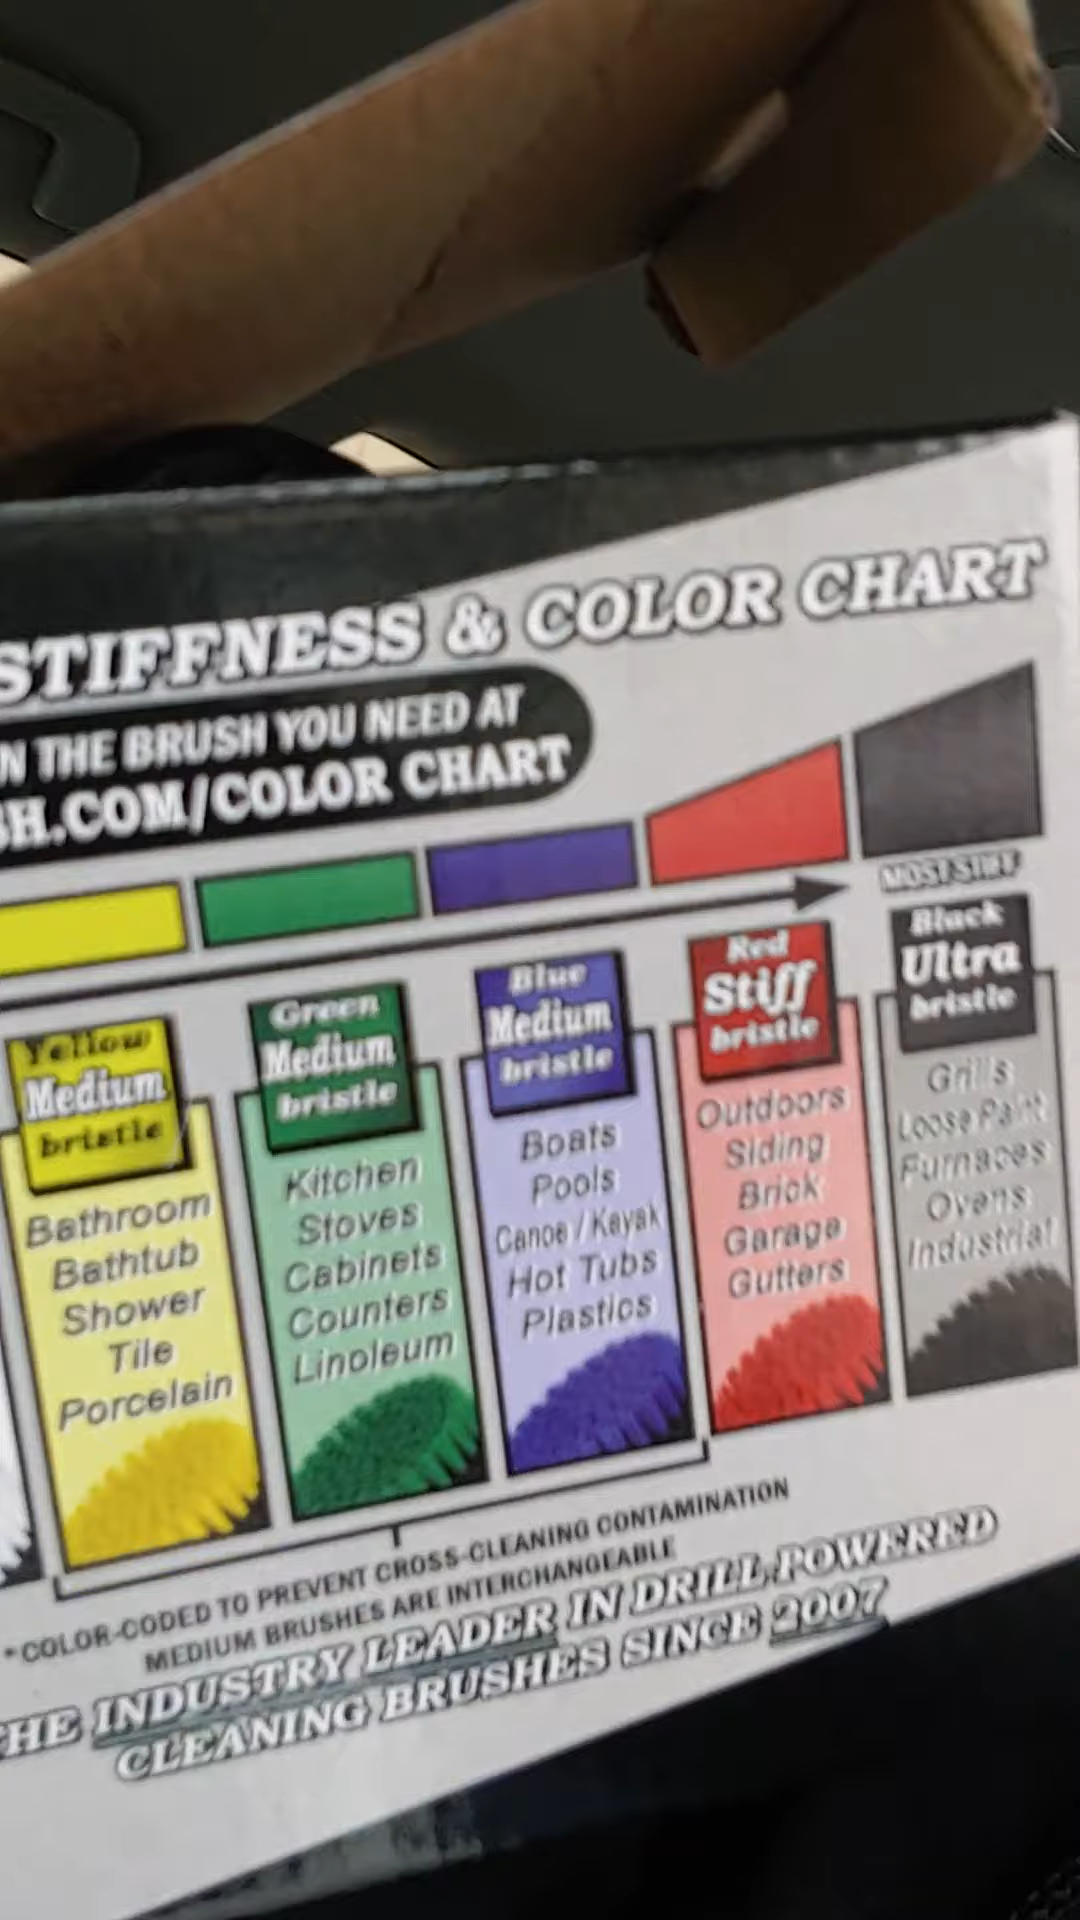 STIFFNESS & COLOR CHART
THE BRUSH YOU NEED AT
SH.COM/COLOR CHART
MOST STIFF
Yellow
Medium
bristle
Bathroom
Bathtub
Shower
Tile
Porcelain
Green
Medium
bristle
Kitchen
Stoves
Cabinets
Counters
Linoleum
Blue
Medium
bristle
Boats
Pools
Canoe / Kayak
Hot Tubs
Plastics
Red
Stiff
bristle
Outdoors
Siding
Brick
Garage
Gutters
Black
Ultra
bristle
Grills
Loose Paint
Furnaces
Ovens
Industrial
*COLOR-CODED TO PREVENT CROSS-CLEANING CONTAMINATION
MEDIUM BRUSHES ARE INTERCHANGEABLE
THE INDUSTRY LEADER IN DRILL POWERED
CLEANING BRUSHES SINCE 2007